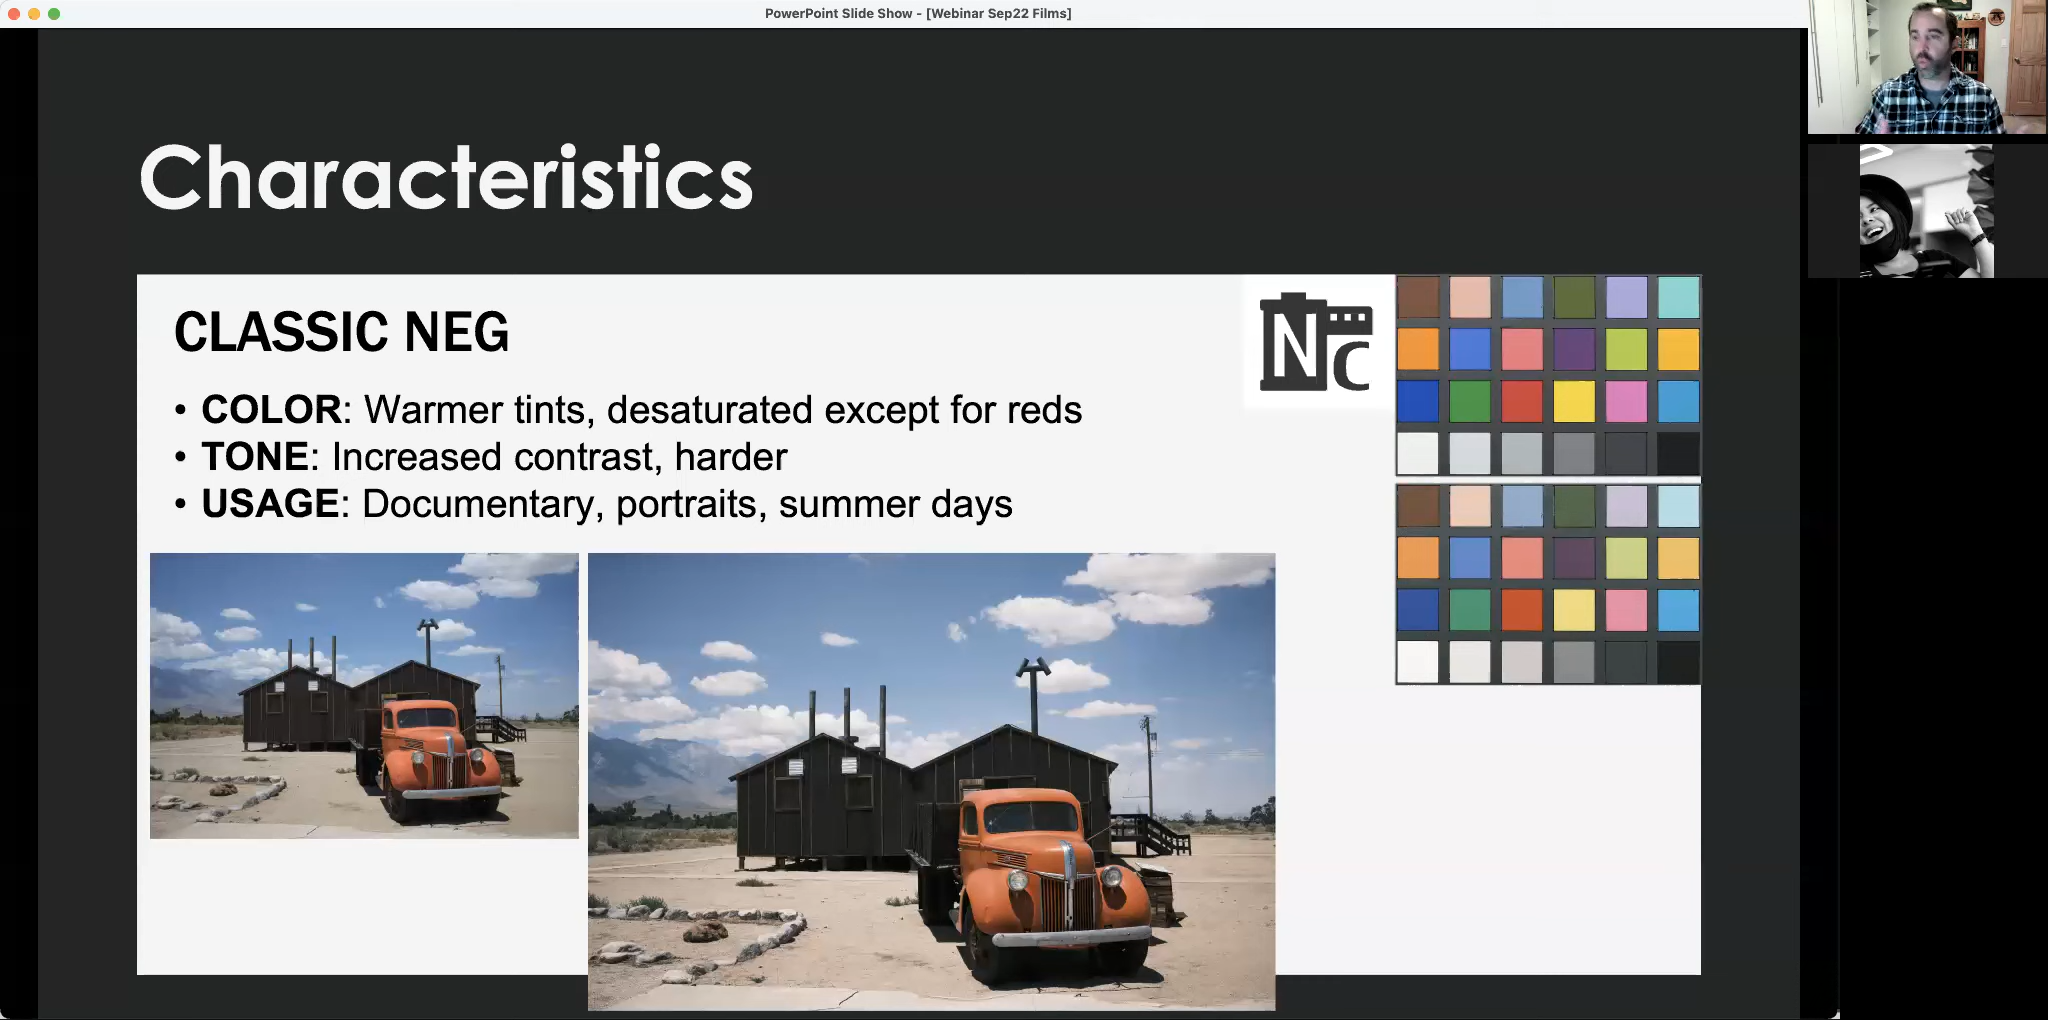 PowerPoint Slide Show - [Webinar Sep22 Films]
Characteristics
CLASSIC NEG
NC
• COLOR: Warmer tints, desaturated except for reds
• TONE: Increased contrast, harder
• USAGE: Documentary, portraits, summer days